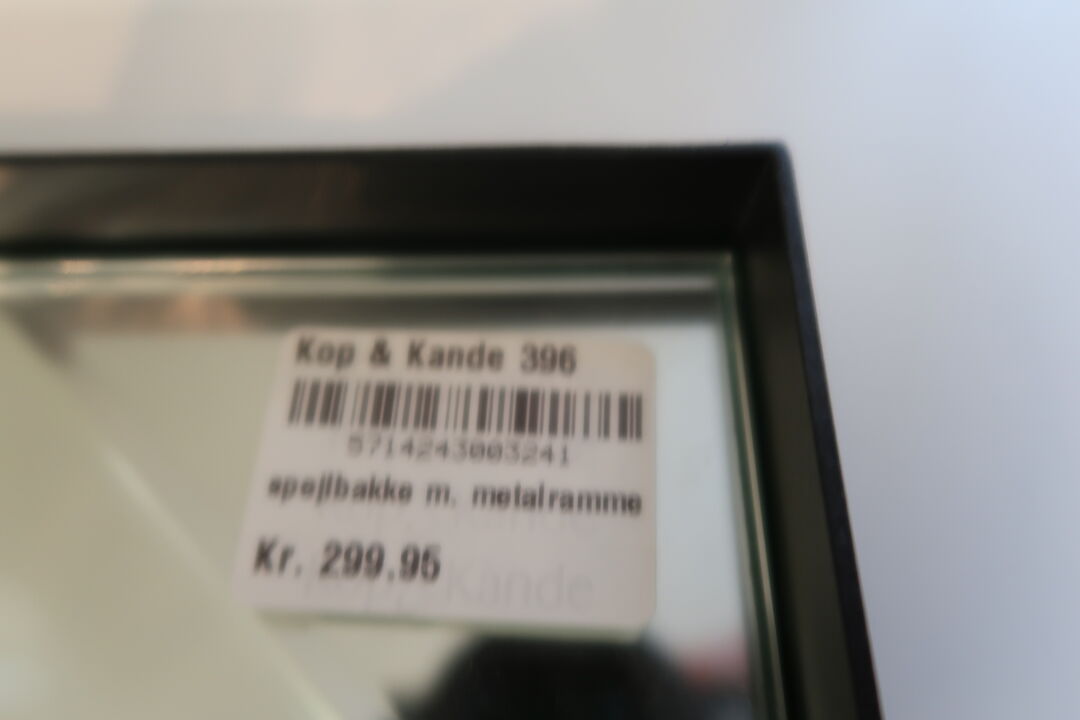 Kop & Kande 396
5714243003241
spejlbakke m. metalramme
Kr. 299.95